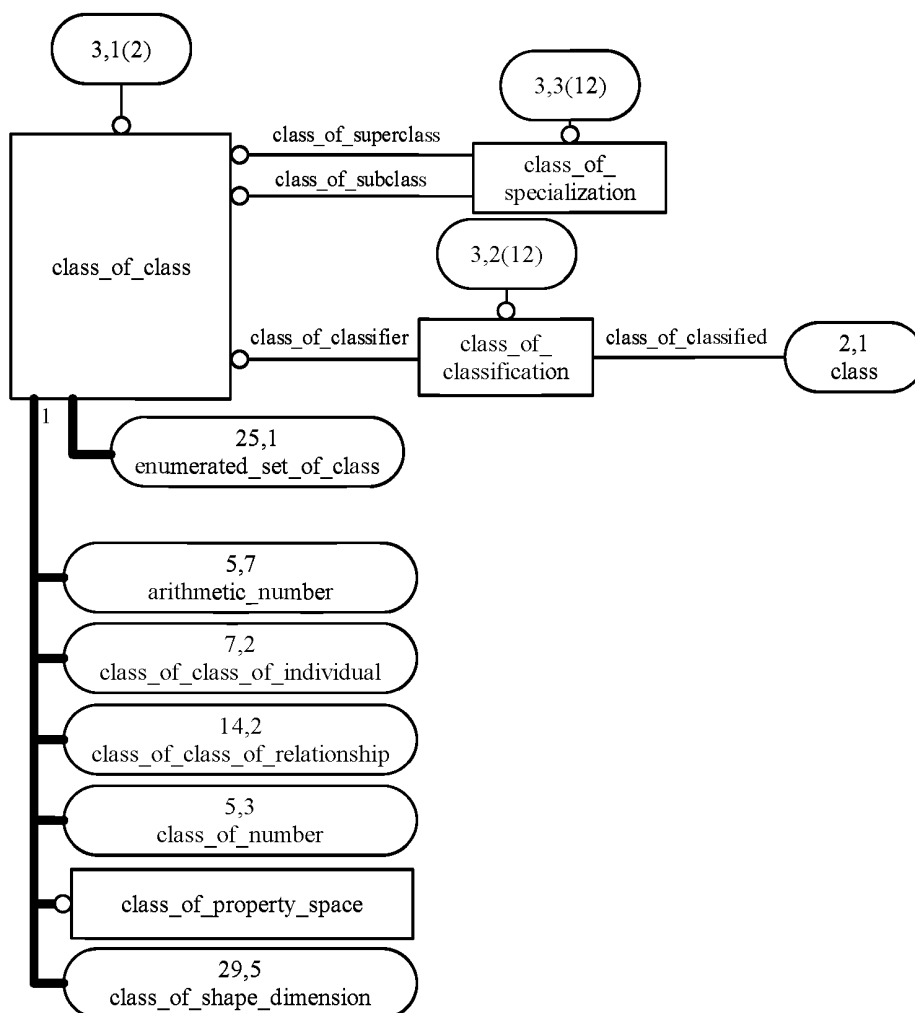 3,1(2)
3,3(12)
class_of_superclass
class_of_
specialization
class_of_subclass
3,2(12)
class_of_class
class_of_classifier
class_of_
classification
class_of_classified
2,1
class
1
25,1
enumerated_set_of_class
5,7
arithmetic_number
7,2
class_of_class_of_individual
14,2
class_of_class_of_relationship
5,3
class_of_number
class_of_property_space
29,5
class_of_shape_dimension